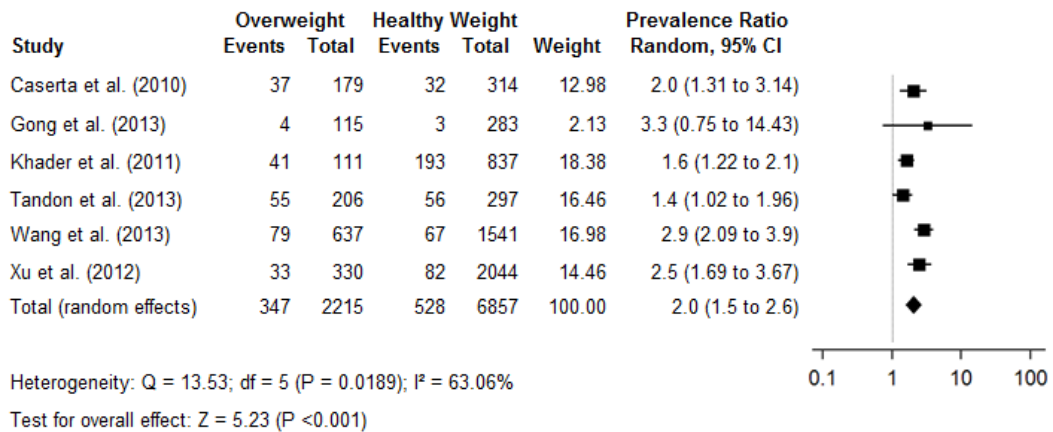 Overweight Healthy Weight Prevalence Ratio
Study Events Total Events Total Weight Random, 95% CI
Caserta et al. (2010) 37 179 32 314 12.98 2.0 (1.31 to 3.14)
Gong et al. (2013) 4 115 3 283 2.13 3.3 (0.75 to 14.43)
Khader et al. (2011) 41 111 193 837 18.38 1.6 (1.22 to 2.1)
Tandon et al. (2013) 55 206 56 297 16.46 1.4 (1.02 to 1.96)
Wang et al. (2013) 79 637 67 1541 16.98 2.9 (2.09 to 3.9)
Xu et al. (2012) 33 330 82 2044 14.46 2.5 (1.69 to 3.67)
Total (random effects) 347 2215 528 6857 100.00 2.0 (1.5 to 2.6)
0.1 1 10 100
Heterogeneity: Q = 13.53; df = 5 (P = 0.0189); I² = 63.06%
Test for overall effect: Z = 5.23 (P <0.001)